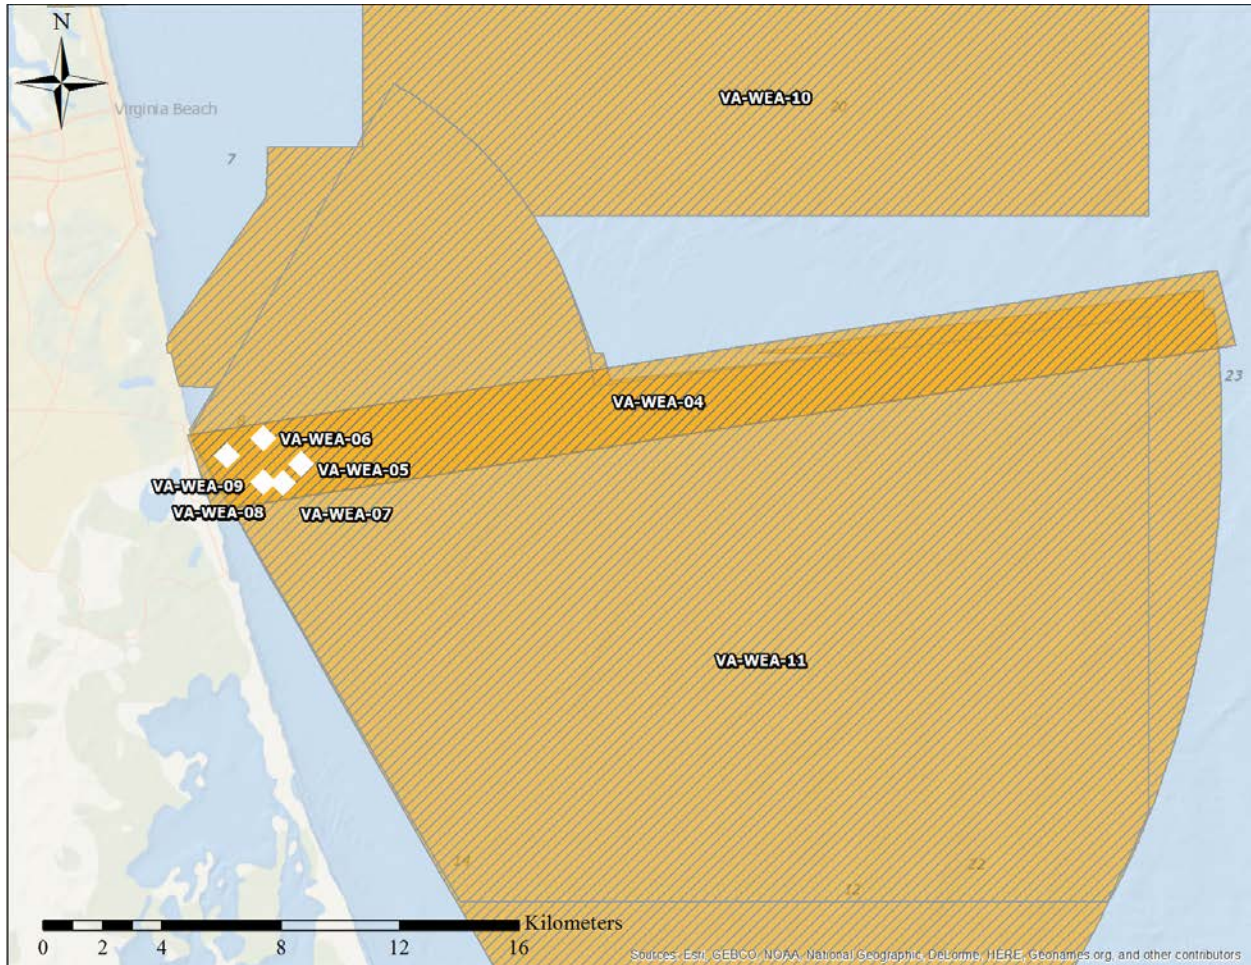 N
VA-WEA-10
20
Virginia Beach
7
23
VA-WEA-04
9
VA-WEA-06
VA-WEA-05
VA-WEA-09
VA-WEA-08
VA-WEA-07
VA-WEA-11
14
12
22
Kilometers
0 2 4 8 12 16
Sources: Esri, GEBCO, NOAA, National Geographic, DeLorme, HERE, Geonames.org, and other contributors